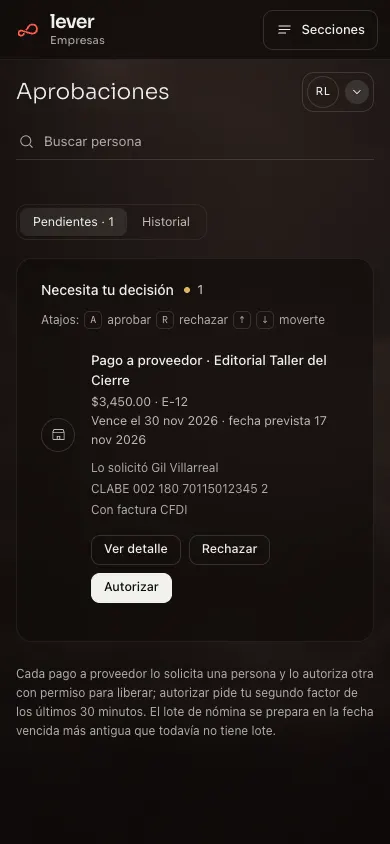 lever
Empresas
Secciones
Aprobaciones
RL
Buscar persona
Pendientes · 1
Historial
Necesita tu decisión
1
Atajos: A aprobar R rechazar ↑ ↓ moverte
Pago a proveedor · Editorial Taller del
Cierre
$3,450.00 · E-12
Vence el 30 nov 2026 · fecha prevista 17
nov 2026
Lo solicitó Gil Villarreal
CLABE 002 180 70115012345 2
Con factura CFDI
Ver detalle
Rechazar
Autorizar
Cada pago a proveedor lo solicita una persona y lo autoriza otra
con permiso para liberar; autorizar pide tu segundo factor de
los últimos 30 minutos. El lote de nómina se prepara en la fecha
vencida más antigua que todavía no tiene lote.